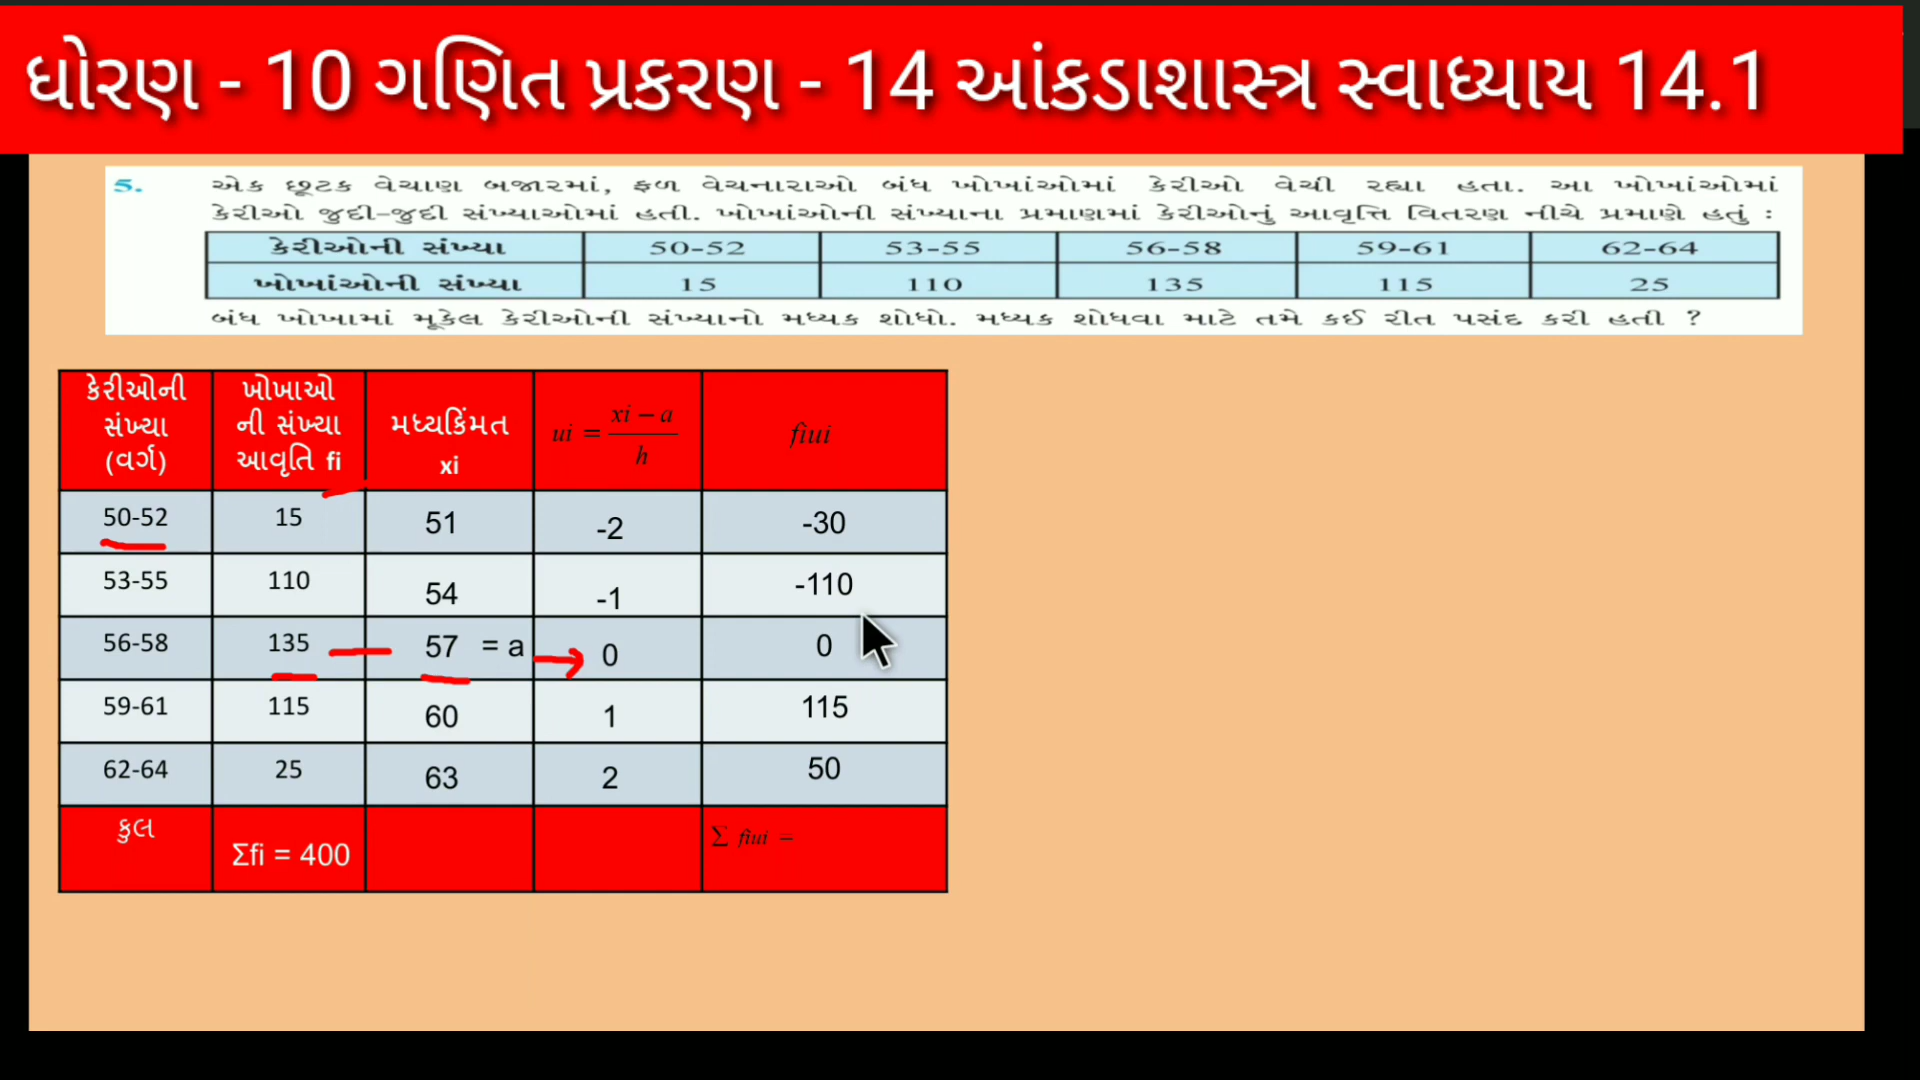 ધોરણ - 10 ગણિત પ્રકરણ - 14 આંકડાશાસ્ત્ર સ્વાધ્યાય 14.1
5. એક છૂટક વેચાણ બજારમાં, ફળ વેચનારાઓ બંધ ખોખાંઓમાં કેરીઓ વેચી રહ્યા હતા. આ ખોખાંઓમાં
કેરીઓ જુદી-જુદી સંખ્યાઓમાં હતી. ખોખાંઓની સંખ્યાના પ્રમાણમાં કેરીઓનું આવૃત્તિ વિતરણ નીચે પ્રમાણે હતું :
કેરીઓની સંખ્યા 50-52 53-55 56-58 59-61 62-64
ખોખાંઓની સંખ્યા 15 110 135 115 25
બંધ ખોખામાં મૂકેલ કેરીઓની સંખ્યાનો મધ્યક શોધો. મધ્યક શોધવા માટે તમે કઈ રીત પસંદ કરી હતી ?
કેરીઓની સંખ્યા (વર્ગ) ખોખાઓ ની સંખ્યા આવૃતિ fi મધ્યકિંમત xi ui = xi – a / h fiui
50-52 15 51 -2 -30
53-55 110 54 -1 -110
56-58 135 57 = a 0 0
59-61 115 60 1 115
62-64 25 63 2 50
કુલ Σfi = 400 Σ fiui =